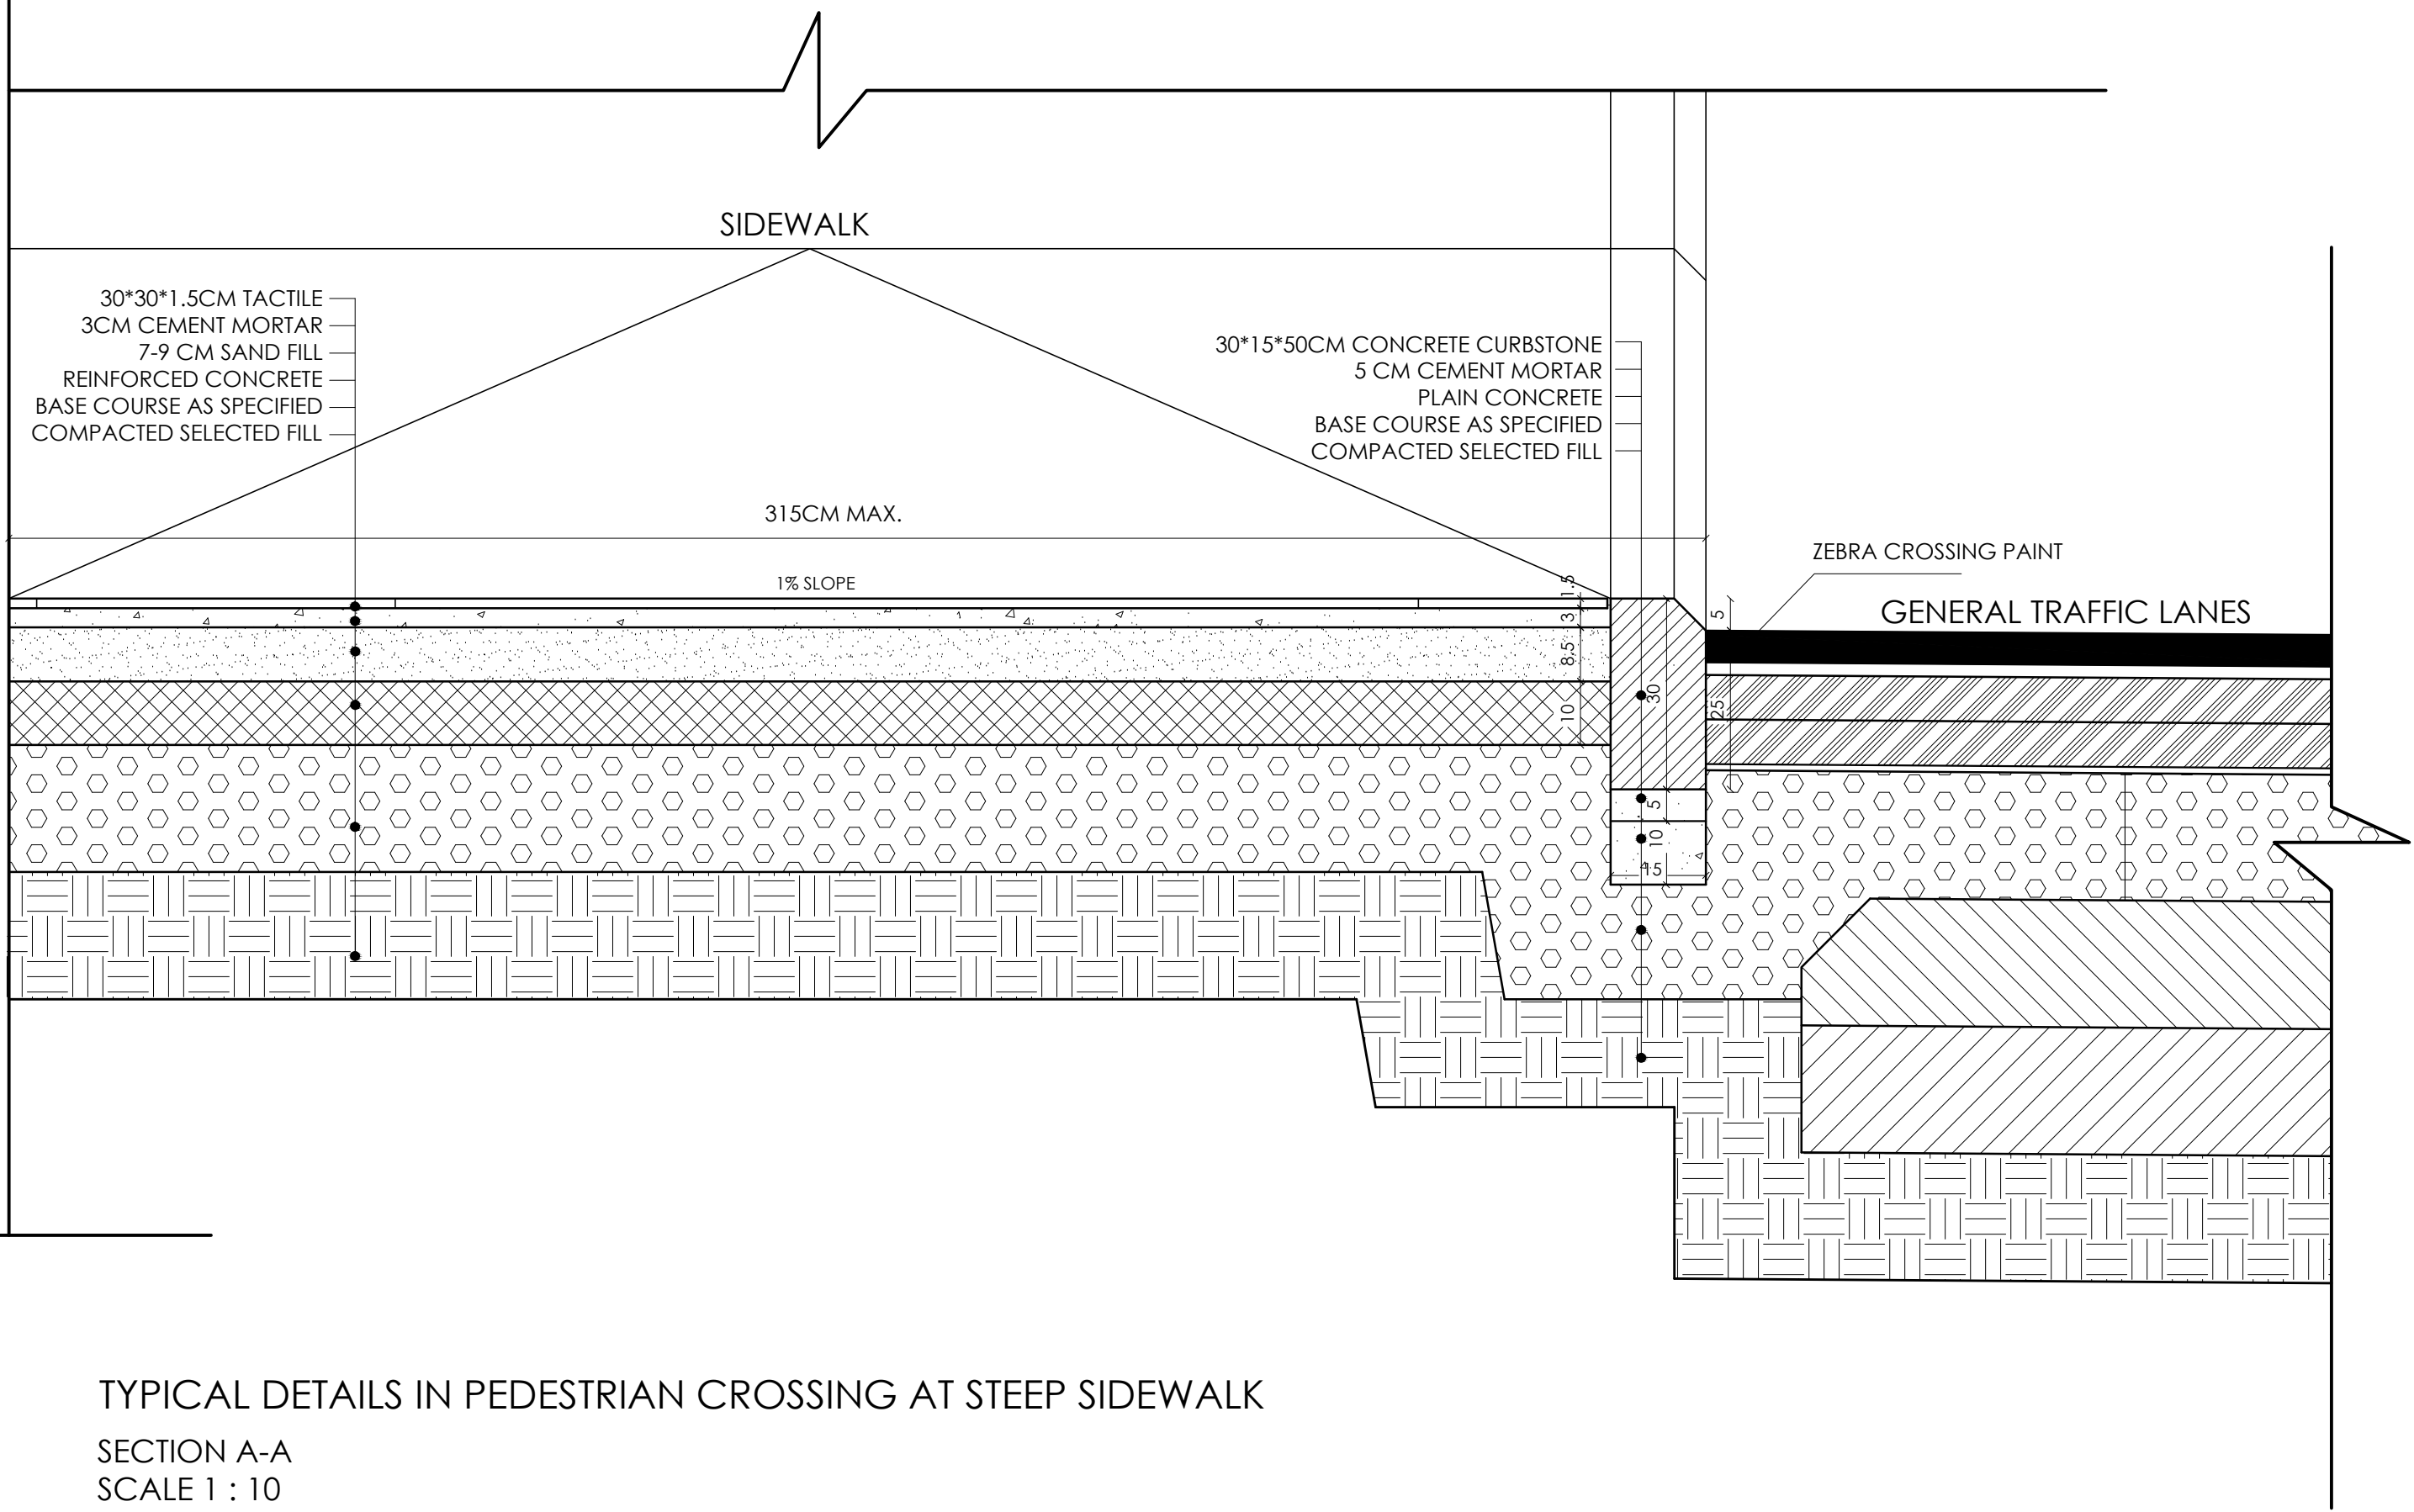 SIDEWALK
30*30*1.5CM TACTILE
3CM CEMENT MORTAR
7-9 CM SAND FILL
REINFORCED CONCRETE
BASE COURSE AS SPECIFIED
COMPACTED SELECTED FILL
30*15*50CM CONCRETE CURBSTONE
5 CM CEMENT MORTAR
PLAIN CONCRETE
BASE COURSE AS SPECIFIED
COMPACTED SELECTED FILL
315CM MAX.
1% SLOPE
ZEBRA CROSSING PAINT
GENERAL TRAFFIC LANES
1.5
3
8.5
10
30
5
10
15
5
25
TYPICAL DETAILS IN PEDESTRIAN CROSSING AT STEEP SIDEWALK
SECTION A-A
SCALE 1 : 10